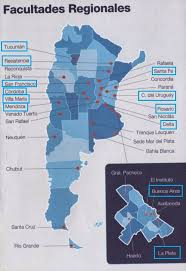 Facultades Regionales
Tucumán
Resistencia
Reconquista
La Rioja
San Francisco
Córdoba
Villa María
Mendoza
Venado Tuerto
San Rafael
Neuquén
Chubut
Santa Cruz
Río Grande
Rafaela
Santa Fe
Concordia
Paraná
C. del Uruguay
Rosario
San Nicolás
Delta
Trenque Lauquen
Bahía Blanca
Gral. Pacheco
Buenos Aires
Avellaneda
Haedo
La Plata